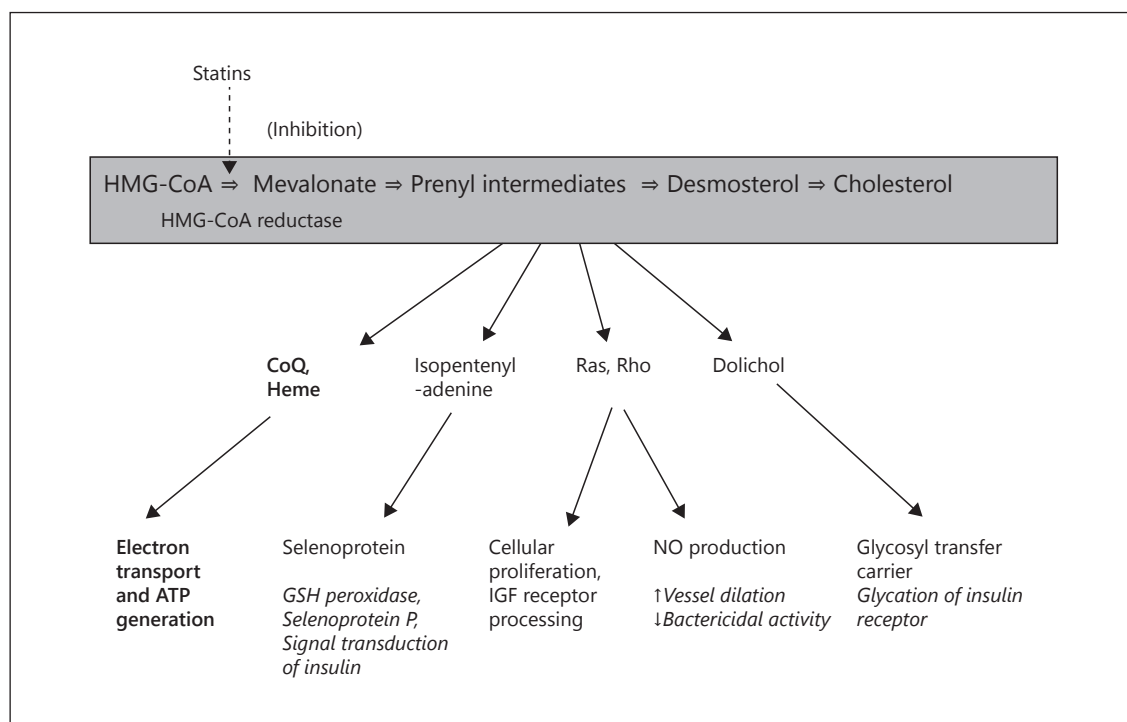 Statins
(Inhibition)
HMG-CoA ⇒ Mevalonate ⇒ Prenyl intermediates ⇒ Desmosterol ⇒ Cholesterol
HMG-CoA reductase
CoQ,
Heme
Isopentenyl
-adenine
Ras, Rho
Dolichol
Electron
transport
and ATP
generation
Selenoprotein
GSH peroxidase,
Selenoprotein P,
Signal transduction
of insulin
Cellular
proliferation,
IGF receptor
processing
NO production
↑Vessel dilation
↓Bactericidal activity
Glycosyl transfer
carrier
Glycation of insulin
receptor